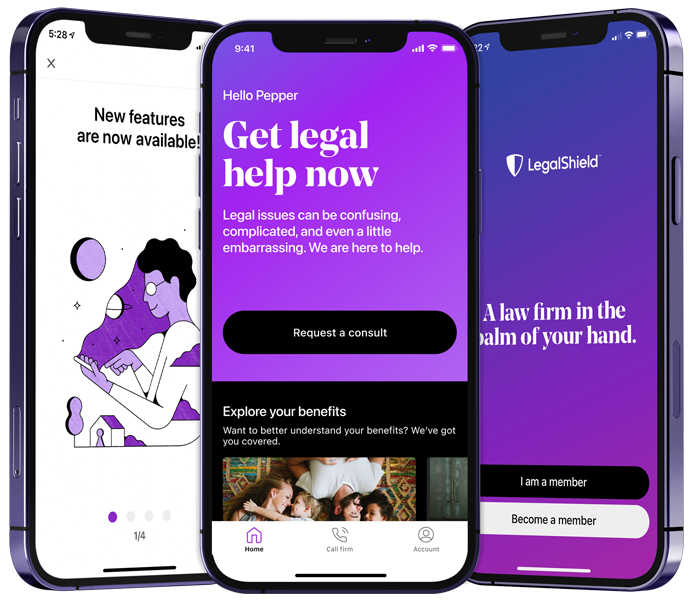 5:28
New features
are now available!
1/4
9:41
Hello Pepper
Get legal
help now
Legal issues can be confusing,
complicated, and even a little
embarrassing. We are here to help.
Request a consult
Explore your benefits
Want to better understand your benefits? We've got
you covered.
Home
Call firm
Account
22
LegalShield
A law firm in the
palm of your hand.
I am a member
Become a member